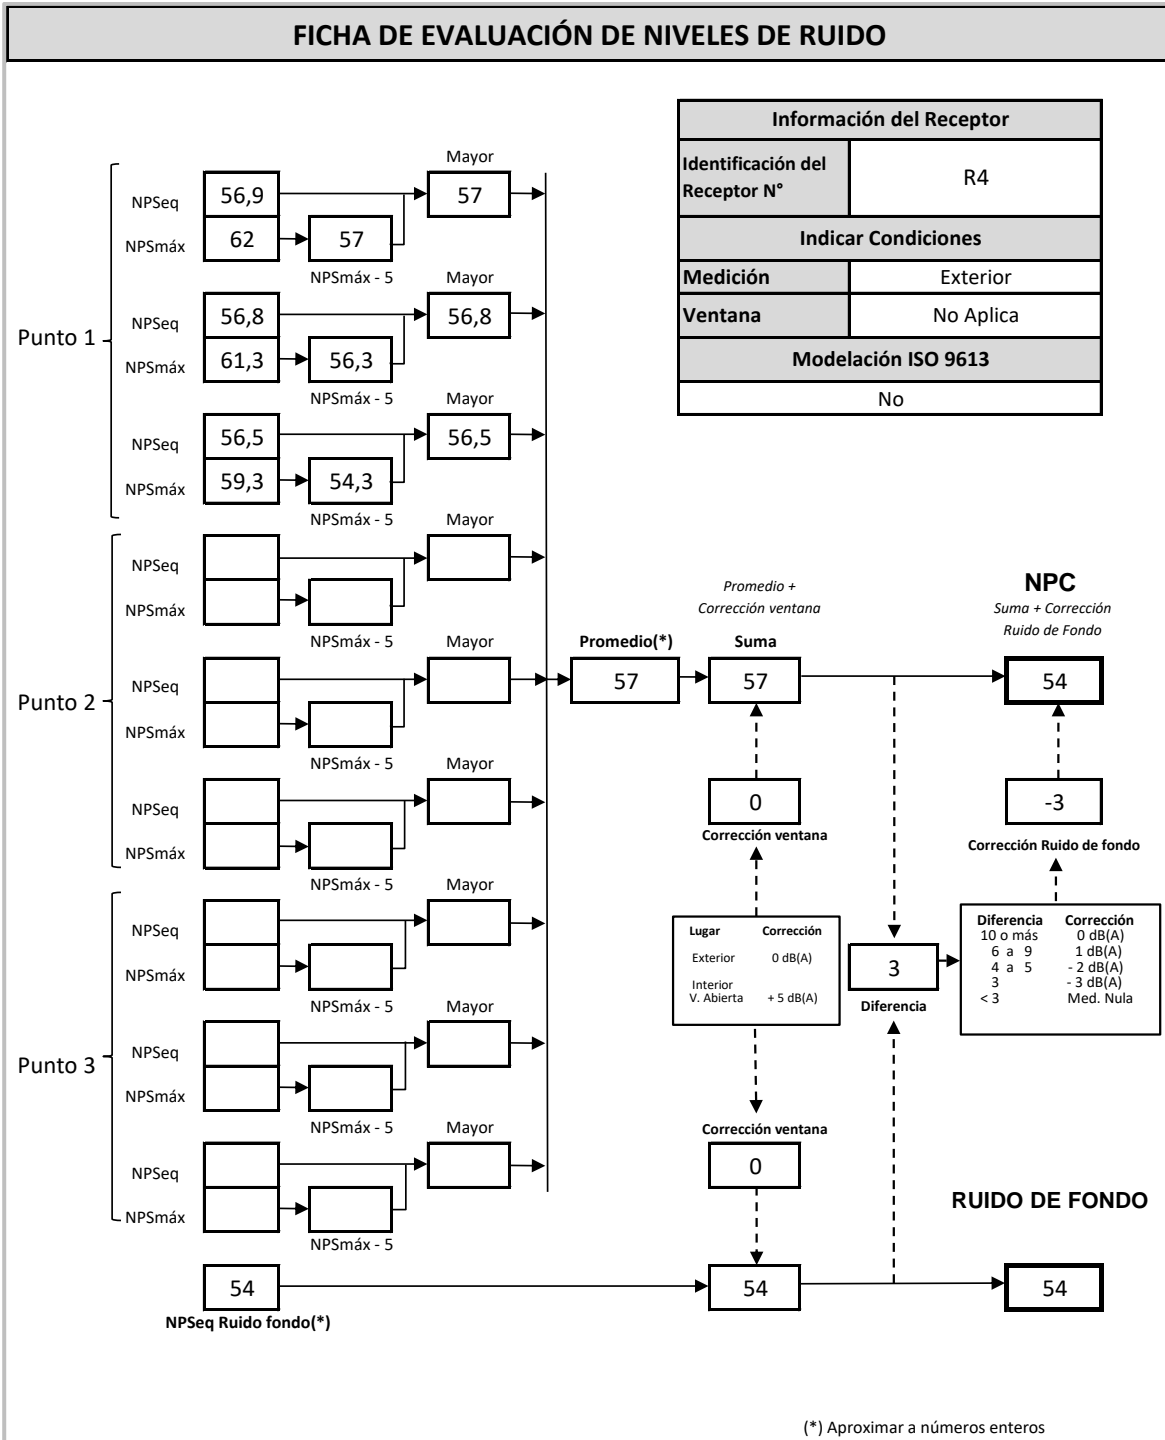 FICHA DE EVALUACIÓN DE NIVELES DE RUIDO
Información del Receptor
Identificación del Receptor N° R4
Indicar Condiciones
Medición Exterior
Ventana No Aplica
Modelación ISO 9613
No
Punto 1
Mayor
NPSeq 56,9 57
NPSmáx 62 57
NPSmáx - 5
Mayor
NPSeq 56,8 56,8
NPSmáx 61,3 56,3
NPSmáx - 5
Mayor
NPSeq 56,5 56,5
NPSmáx 59,3 54,3
NPSmáx - 5
Punto 2
Mayor
NPSeq
NPSmáx
NPSmáx - 5
Mayor
NPSeq
NPSmáx
NPSmáx - 5
Mayor
NPSeq
NPSmáx
NPSmáx - 5
Punto 3
Mayor
NPSeq
NPSmáx
NPSmáx - 5
Mayor
NPSeq
NPSmáx
NPSmáx - 5
Mayor
NPSeq
NPSmáx
NPSmáx - 5
Promedio(*)
57
Promedio +
Corrección ventana
Suma
57
0
Corrección ventana
Lugar Corrección
Exterior 0 dB(A)
Interior
V. Abierta + 5 dB(A)
Corrección ventana
0
NPC
Suma + Corrección
Ruido de Fondo
54
-3
Corrección Ruido de fondo
Diferencia Corrección
10 o más 0 dB(A)
6 a 9 1 dB(A)
4 a 5 - 2 dB(A)
3 - 3 dB(A)
< 3 Med. Nula
3
Diferencia
RUIDO DE FONDO
54 54 54
NPSeq Ruido fondo(*)
(*) Aproximar a números enteros